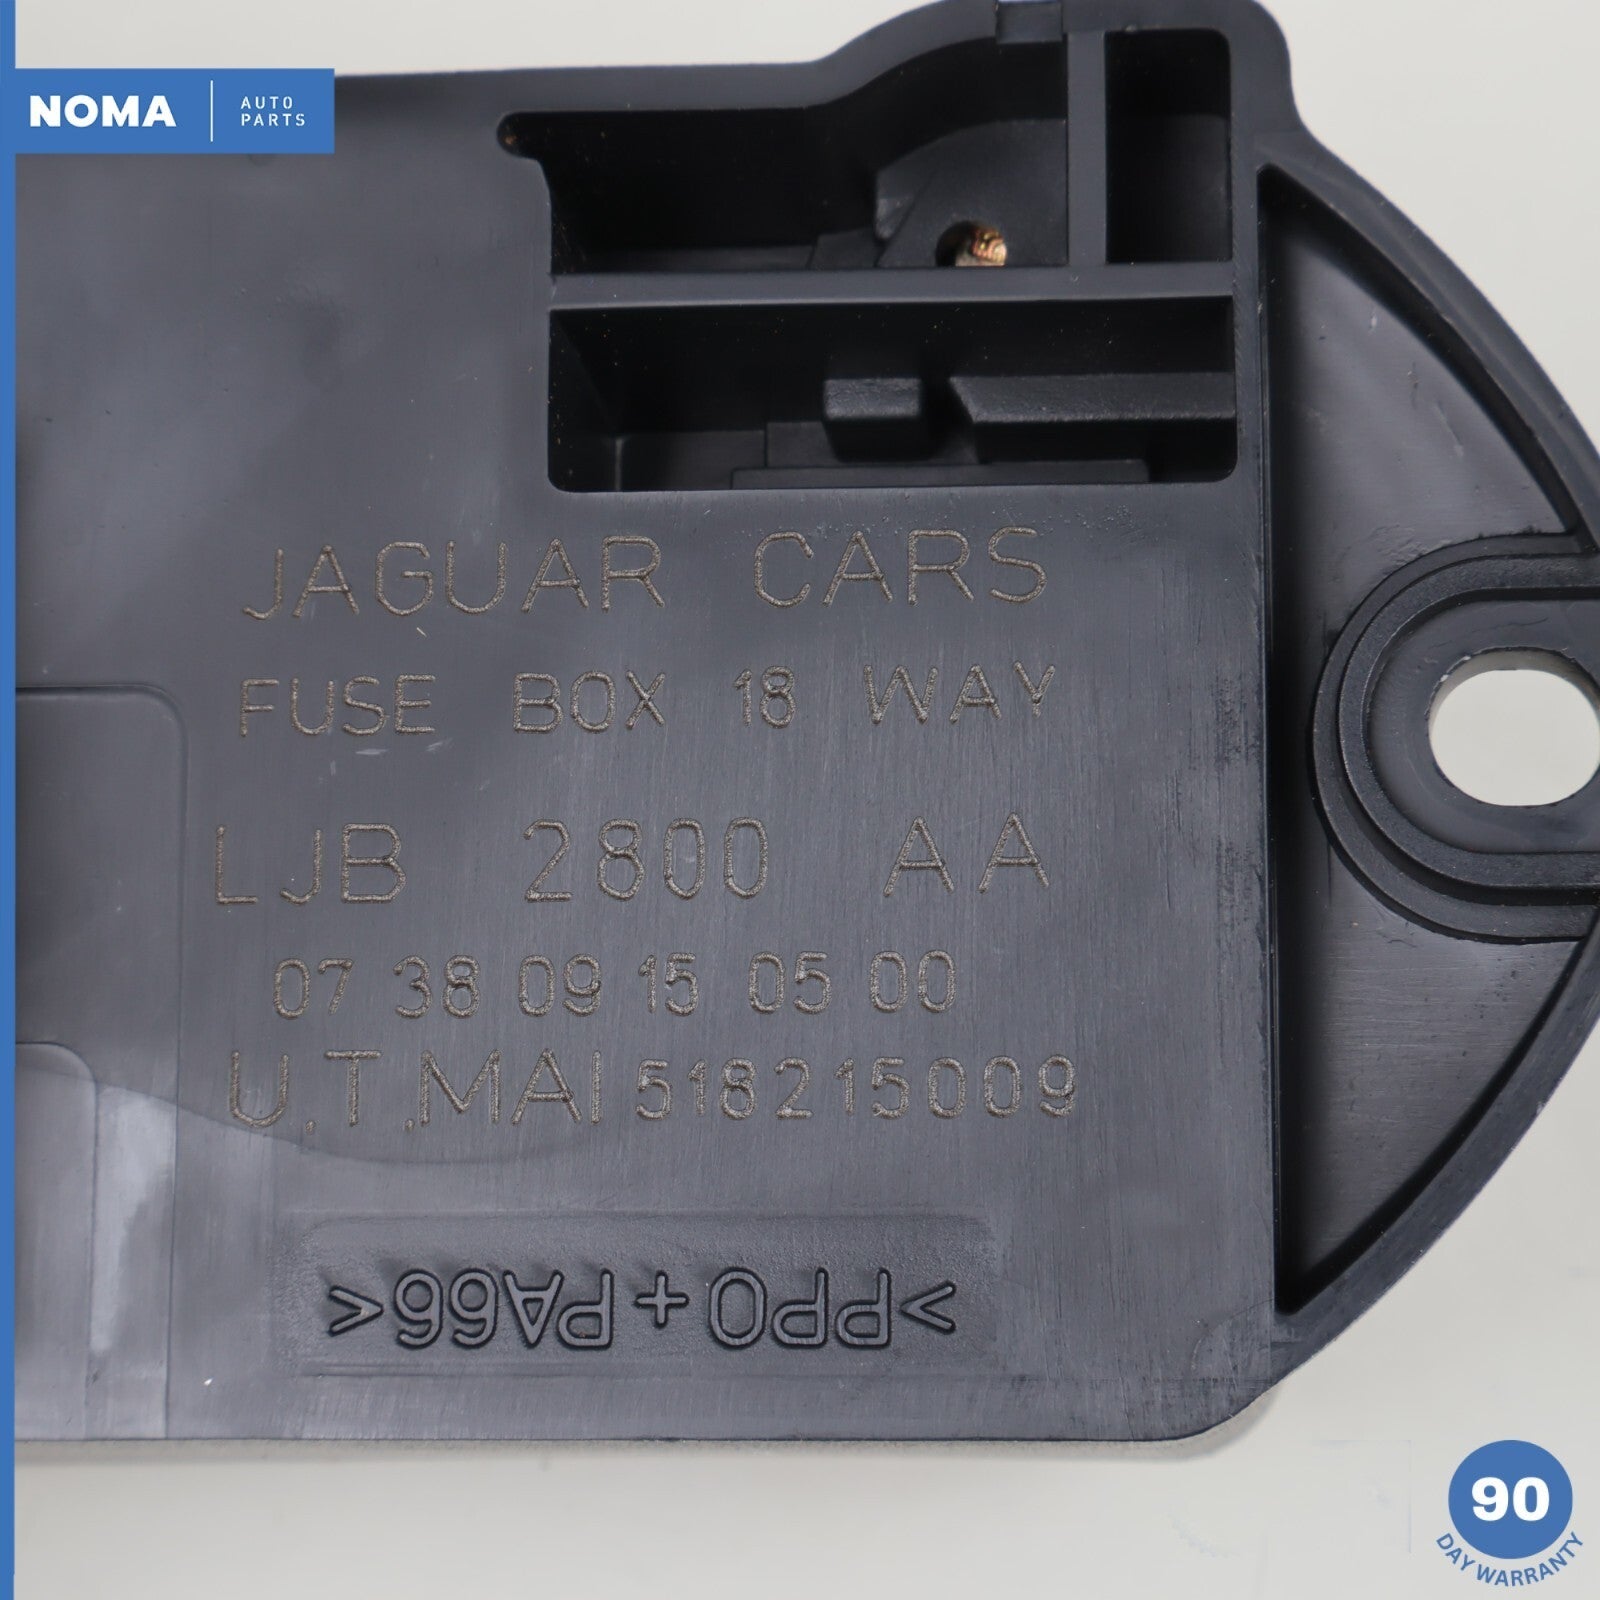 NOMA
AUTO
PARTS
JAGUAR CARS
FUSE BOX 18 WAY
LJB 2800 AA
07 38 09 15 05 00
U.T.MAI 518215009
>PPO+PA66<
90
DAY WARRANTY